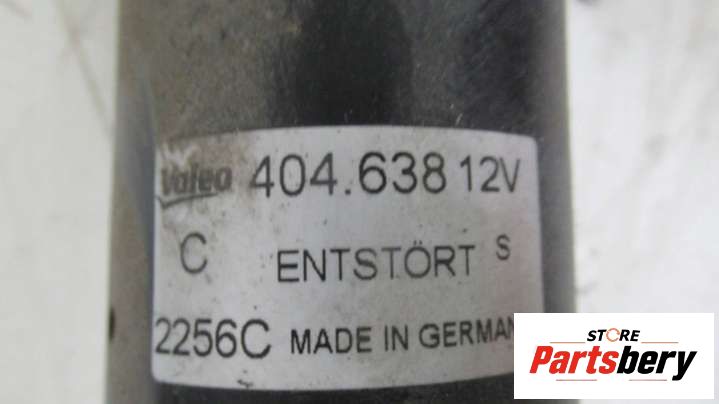 Valeo 404.638 12V
C ENTSTÖRT S
2256C MADE IN GERMAN
STORE
Partsbery